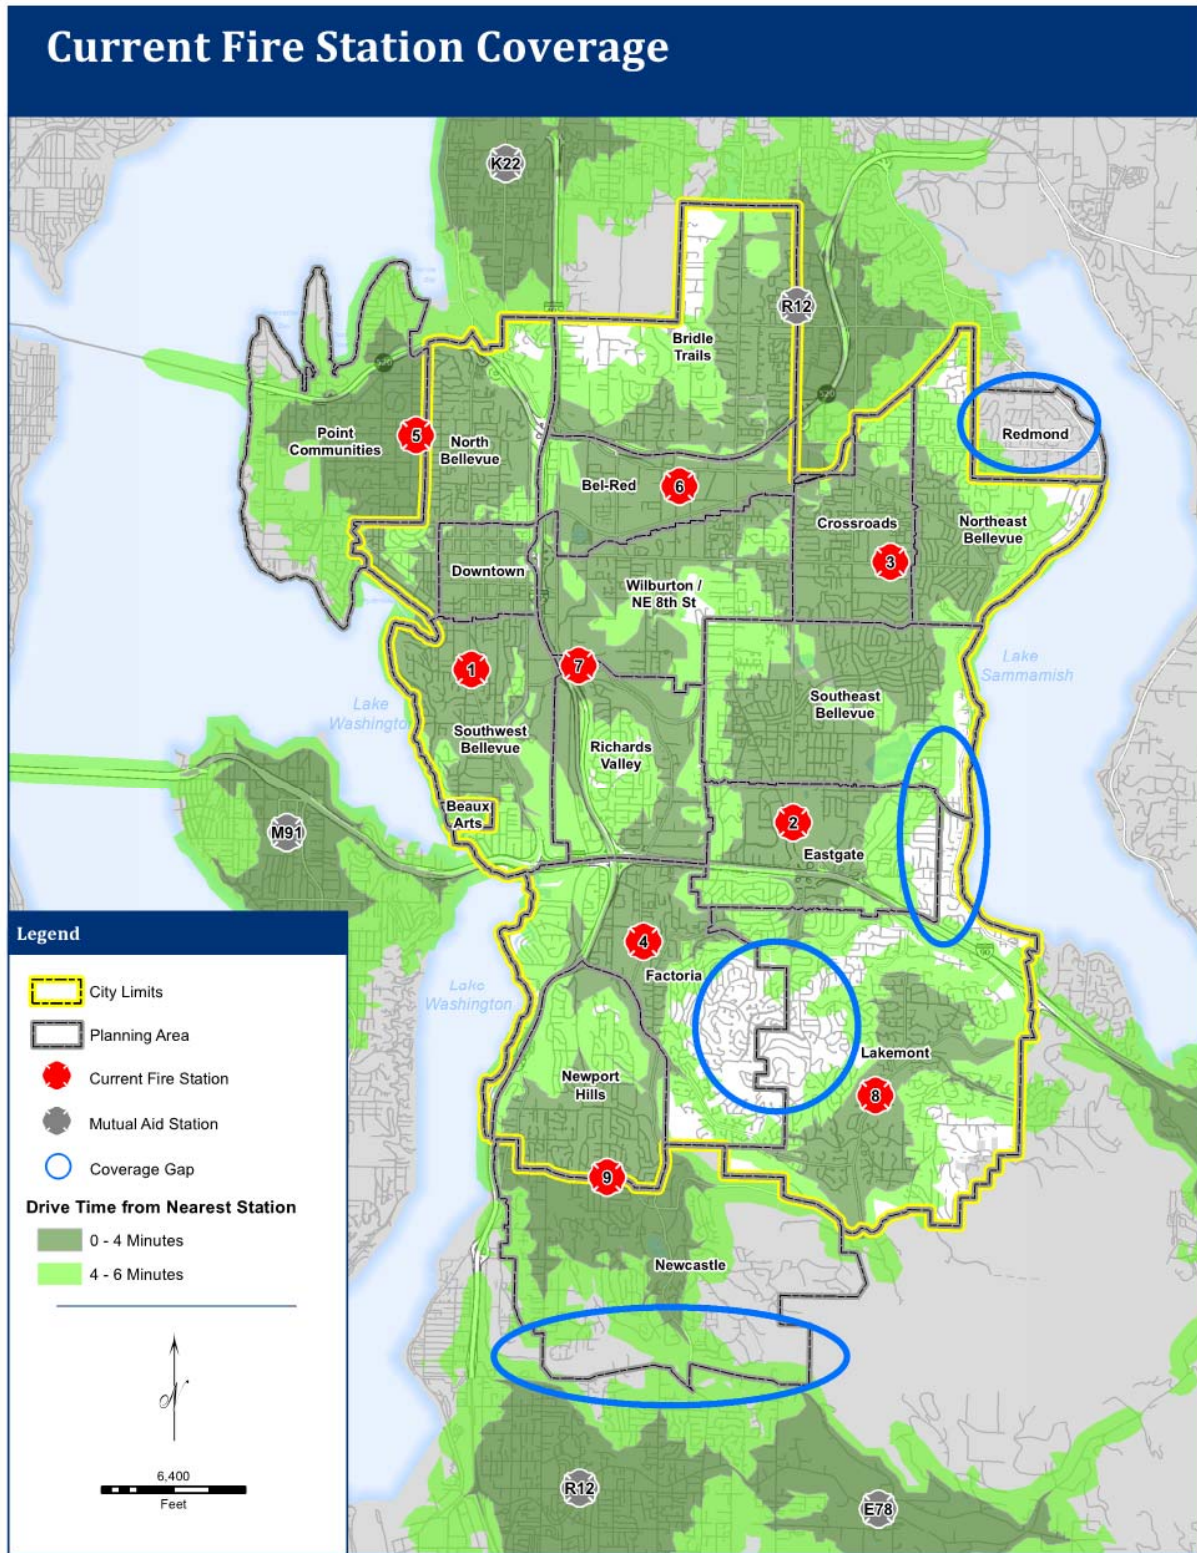 Current Fire Station Coverage
K22
R12
Bridle
Trails
520
520
Redmond
5
Point
Communities
North
Bellevue
Bel-Red
6
Crossroads
Northeast
Bellevue
3
Downtown
Wilburton /
NE 8th St
1
7
Lake
Sammamish
Lake
Washington
Southeast
Bellevue
Southwest
Bellevue
Richards
Valley
Beaux
Arts
2
M91
Eastgate
4
90
Factoria
Lake
Washington
Lakemont
Newport
Hills
8
9
Newcastle
R12
E78
Legend
City Limits
Planning Area
Current Fire Station
Mutual Aid Station
Coverage Gap
Drive Time from Nearest Station
0 - 4 Minutes
4 - 6 Minutes
N
6,400
Feet